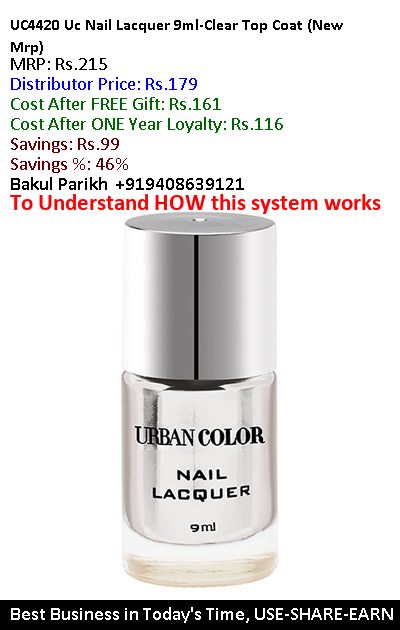 UC4420 Uc Nail Lacquer 9ml-Clear Top Coat (New
Mrp)
MRP: Rs.215
Distributor Price: Rs.179
Cost After FREE Gift: Rs.161
Cost After ONE Year Loyalty: Rs.116
Savings: Rs.99
Savings %: 46%
Bakul Parikh +919408639121
To Understand HOW this system works
URBAN COLOR
NAIL
LACQUER
9ml
Best Business in Today's Time, USE-SHARE-EARN